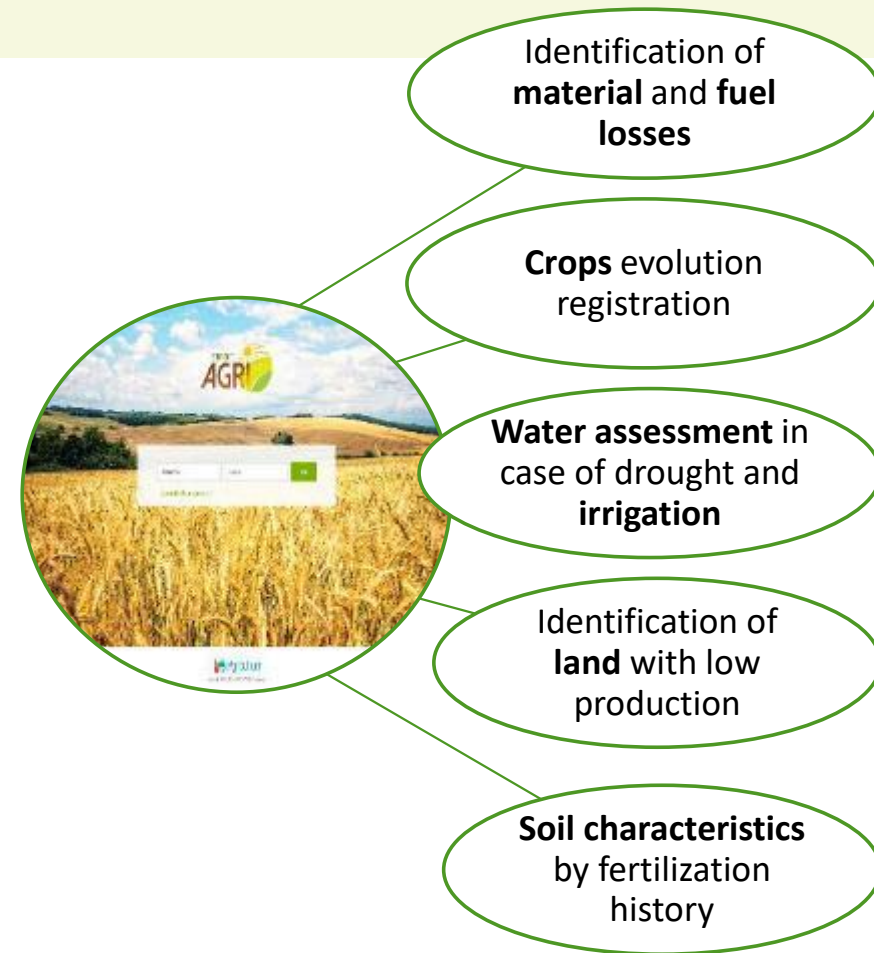 Identification of
material and fuel
losses
Crops evolution
registration
AGRI
Water assessment in
case of drought and
irrigation
Identification of
land with low
production
Soil characteristics
by fertilization
history